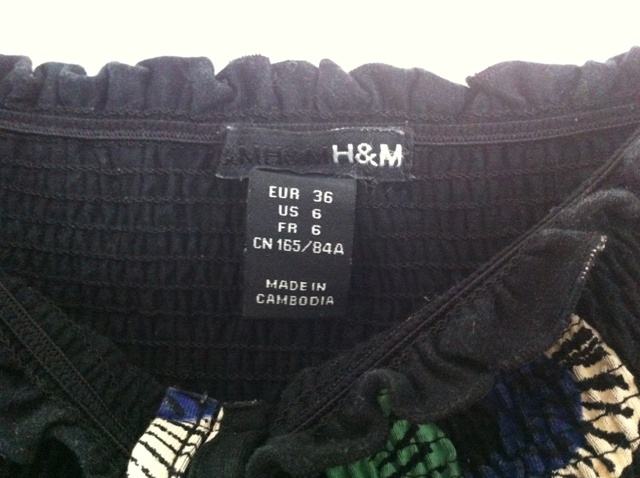 H&M H&M
EUR 36
US 6
FR 6
CN 165/84A
MADE IN
CAMBODIA